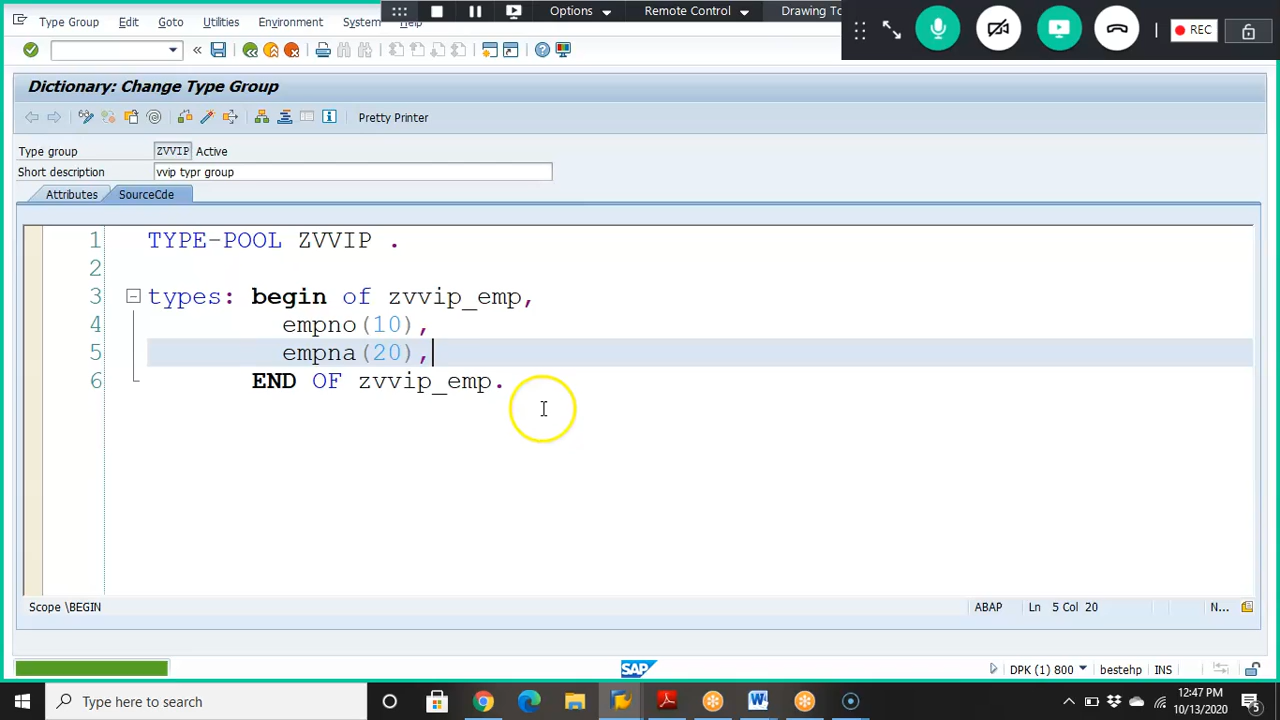 Type Group Edit Goto Utilities Environment System
Options Remote Control Drawing To
REC
Dictionary: Change Type Group
Pretty Printer
Type group ZVVIP Active
Short description vvip typr group
Attributes SourceCde
1 TYPE-POOL ZVVIP .
2
3 types: begin of zvvip_emp,
4 empno(10),
5 empna(20),
6 END OF zvvip_emp.
Scope \BEGIN ABAP Ln 5 Col 20 N...
SAP DPK (1) 800 bestehp INS
Type here to search
12:47 PM
10/13/2020
5